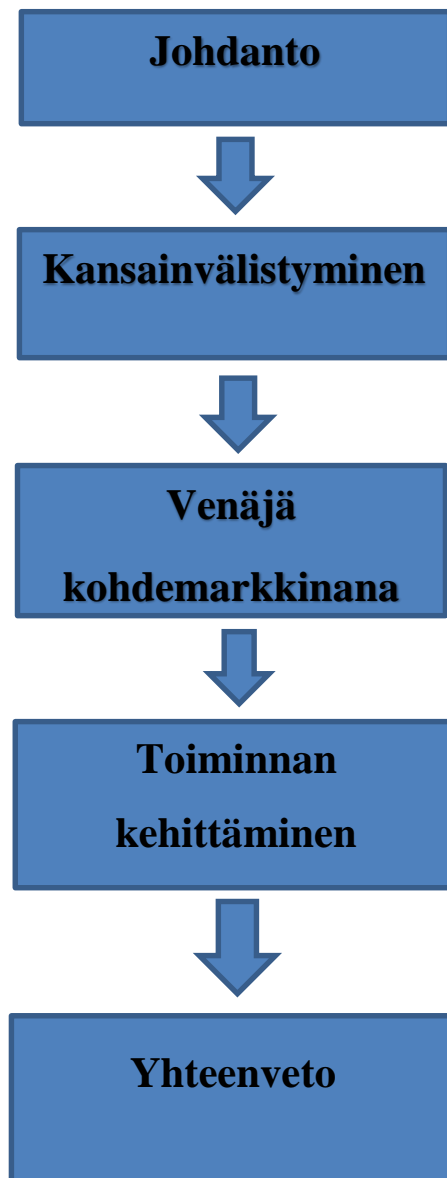 Johdanto
Kansainvälistyminen
Venäjä
kohdemarkkinana
Toiminnan
kehittäminen
Yhteenveto